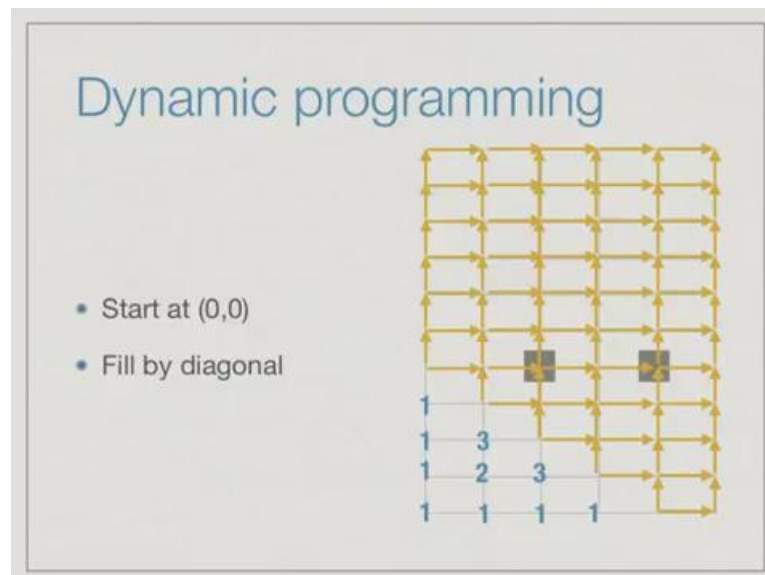 Dynamic programming
• Start at (0,0)
• Fill by diagonal
1
1 3
1 2 3
1 1 1 1